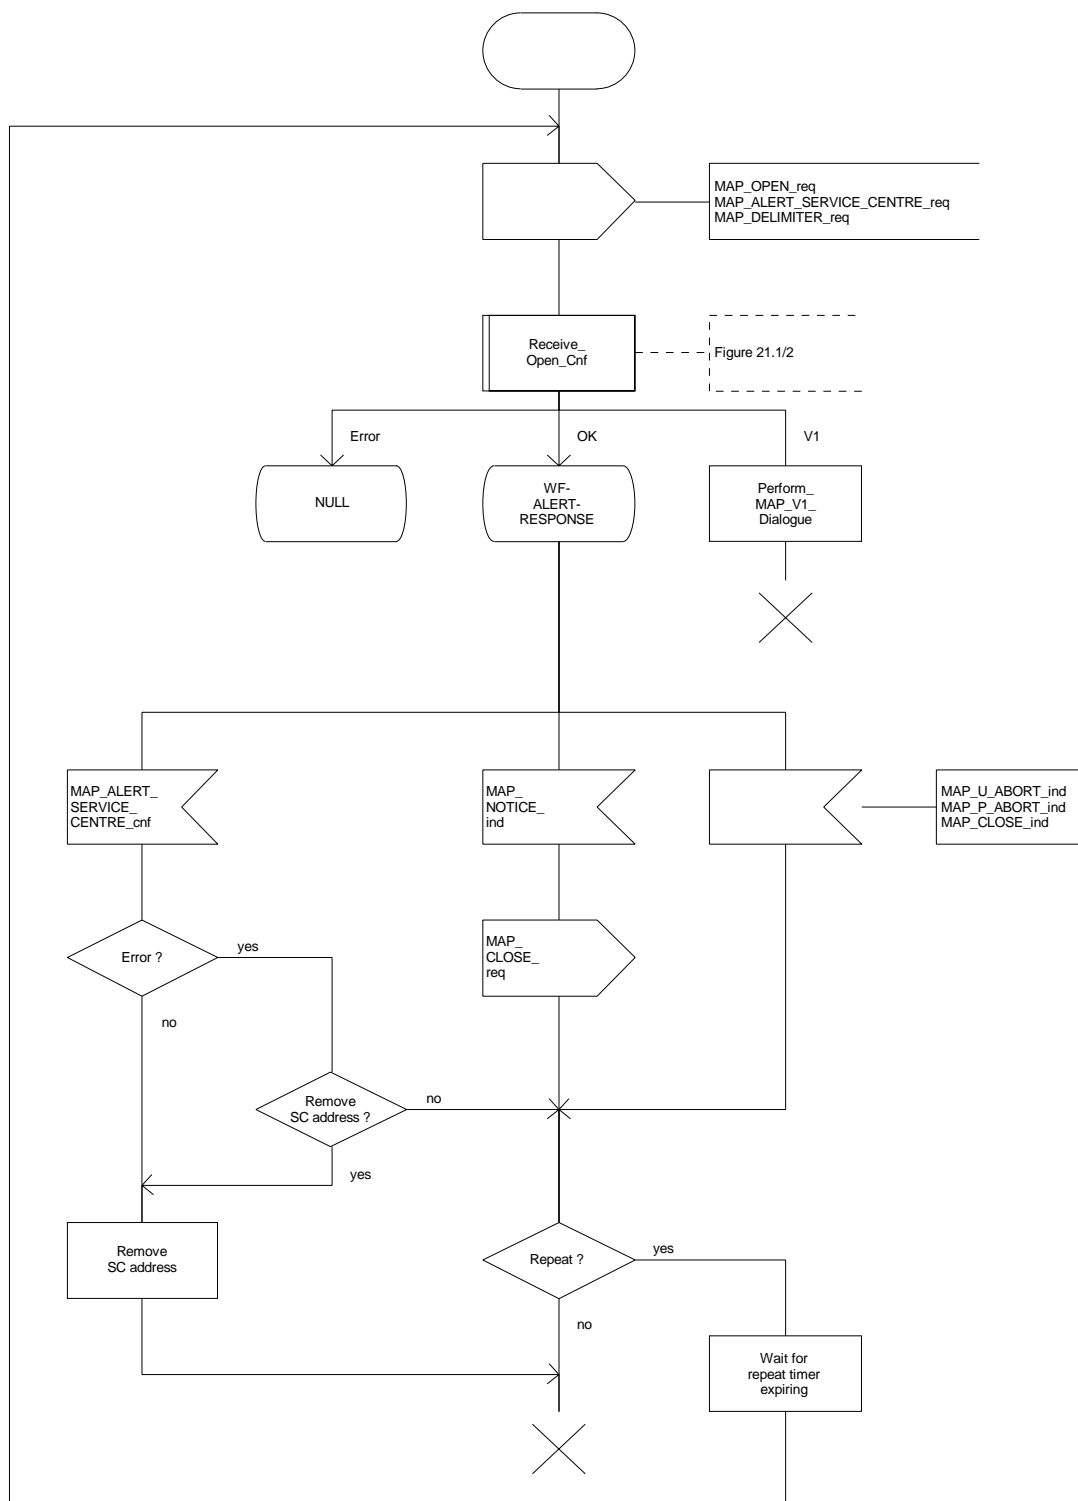 MAP_OPEN_req
MAP_ALERT_SERVICE_CENTRE_req
MAP_DELIMITER_req
Receive_
Open_Cnf
Figure 21.1/2
Error
OK
V1
NULL
WF-
ALERT-
RESPONSE
Perform_
MAP_V1_
Dialogue
MAP_ALERT_
SERVICE_
CENTRE_cnf
MAP_
NOTICE_
ind
MAP_U_ABORT_ind
MAP_P_ABORT_ind
MAP_CLOSE_ind
Error ?
yes
MAP_
CLOSE_
req
no
Remove
SC address ?
no
yes
Remove
SC address
Repeat ?
yes
no
Wait for
repeat timer
expiring